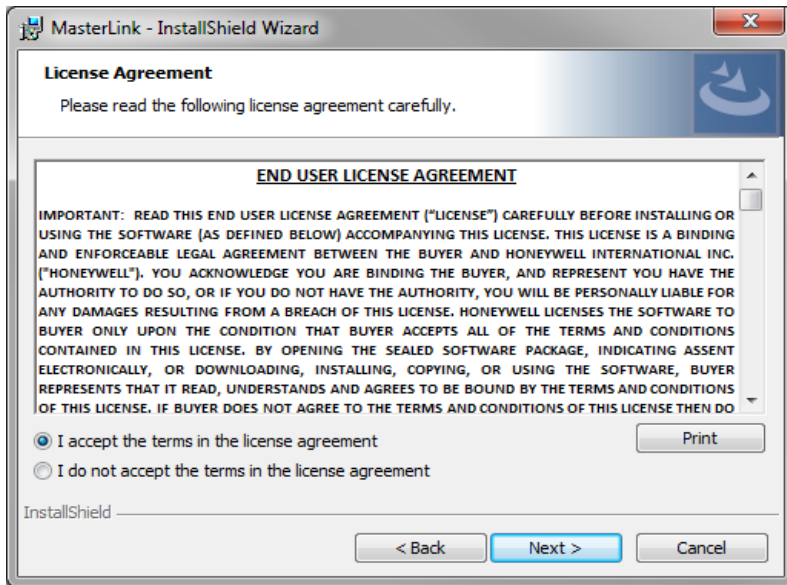 MasterLink - InstallShield Wizard
License Agreement
Please read the following license agreement carefully.
END USER LICENSE AGREEMENT
IMPORTANT: READ THIS END USER LICENSE AGREEMENT (“LICENSE”) CAREFULLY BEFORE INSTALLING OR
USING THE SOFTWARE (AS DEFINED BELOW) ACCOMPANYING THIS LICENSE. THIS LICENSE IS A BINDING
AND ENFORCEABLE LEGAL AGREEMENT BETWEEN THE BUYER AND HONEYWELL INTERNATIONAL INC.
("HONEYWELL"). YOU ACKNOWLEDGE YOU ARE BINDING THE BUYER, AND REPRESENT YOU HAVE THE
AUTHORITY TO DO SO, OR IF YOU DO NOT HAVE THE AUTHORITY, YOU WILL BE PERSONALLY LIABLE FOR
ANY DAMAGES RESULTING FROM A BREACH OF THIS LICENSE. HONEYWELL LICENSES THE SOFTWARE TO
BUYER ONLY UPON THE CONDITION THAT BUYER ACCEPTS ALL OF THE TERMS AND CONDITIONS
CONTAINED IN THIS LICENSE. BY OPENING THE SEALED SOFTWARE PACKAGE, INDICATING ASSENT
ELECTRONICALLY, OR DOWNLOADING, INSTALLING, COPYING, OR USING THE SOFTWARE, BUYER
REPRESENTS THAT IT READ, UNDERSTANDS AND AGREES TO BE BOUND BY THE TERMS AND CONDITIONS
OF THIS LICENSE. IF BUYER DOES NOT AGREE TO THE TERMS AND CONDITIONS OF THIS LICENSE THEN DO
I accept the terms in the license agreement
Print
I do not accept the terms in the license agreement
InstallShield
< Back
Next >
Cancel